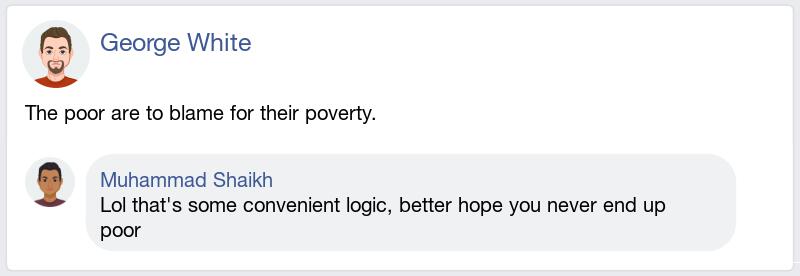 George White
The poor are to blame for their poverty.
Muhammad Shaikh
Lol that's some convenient logic, better hope you never end up
poor